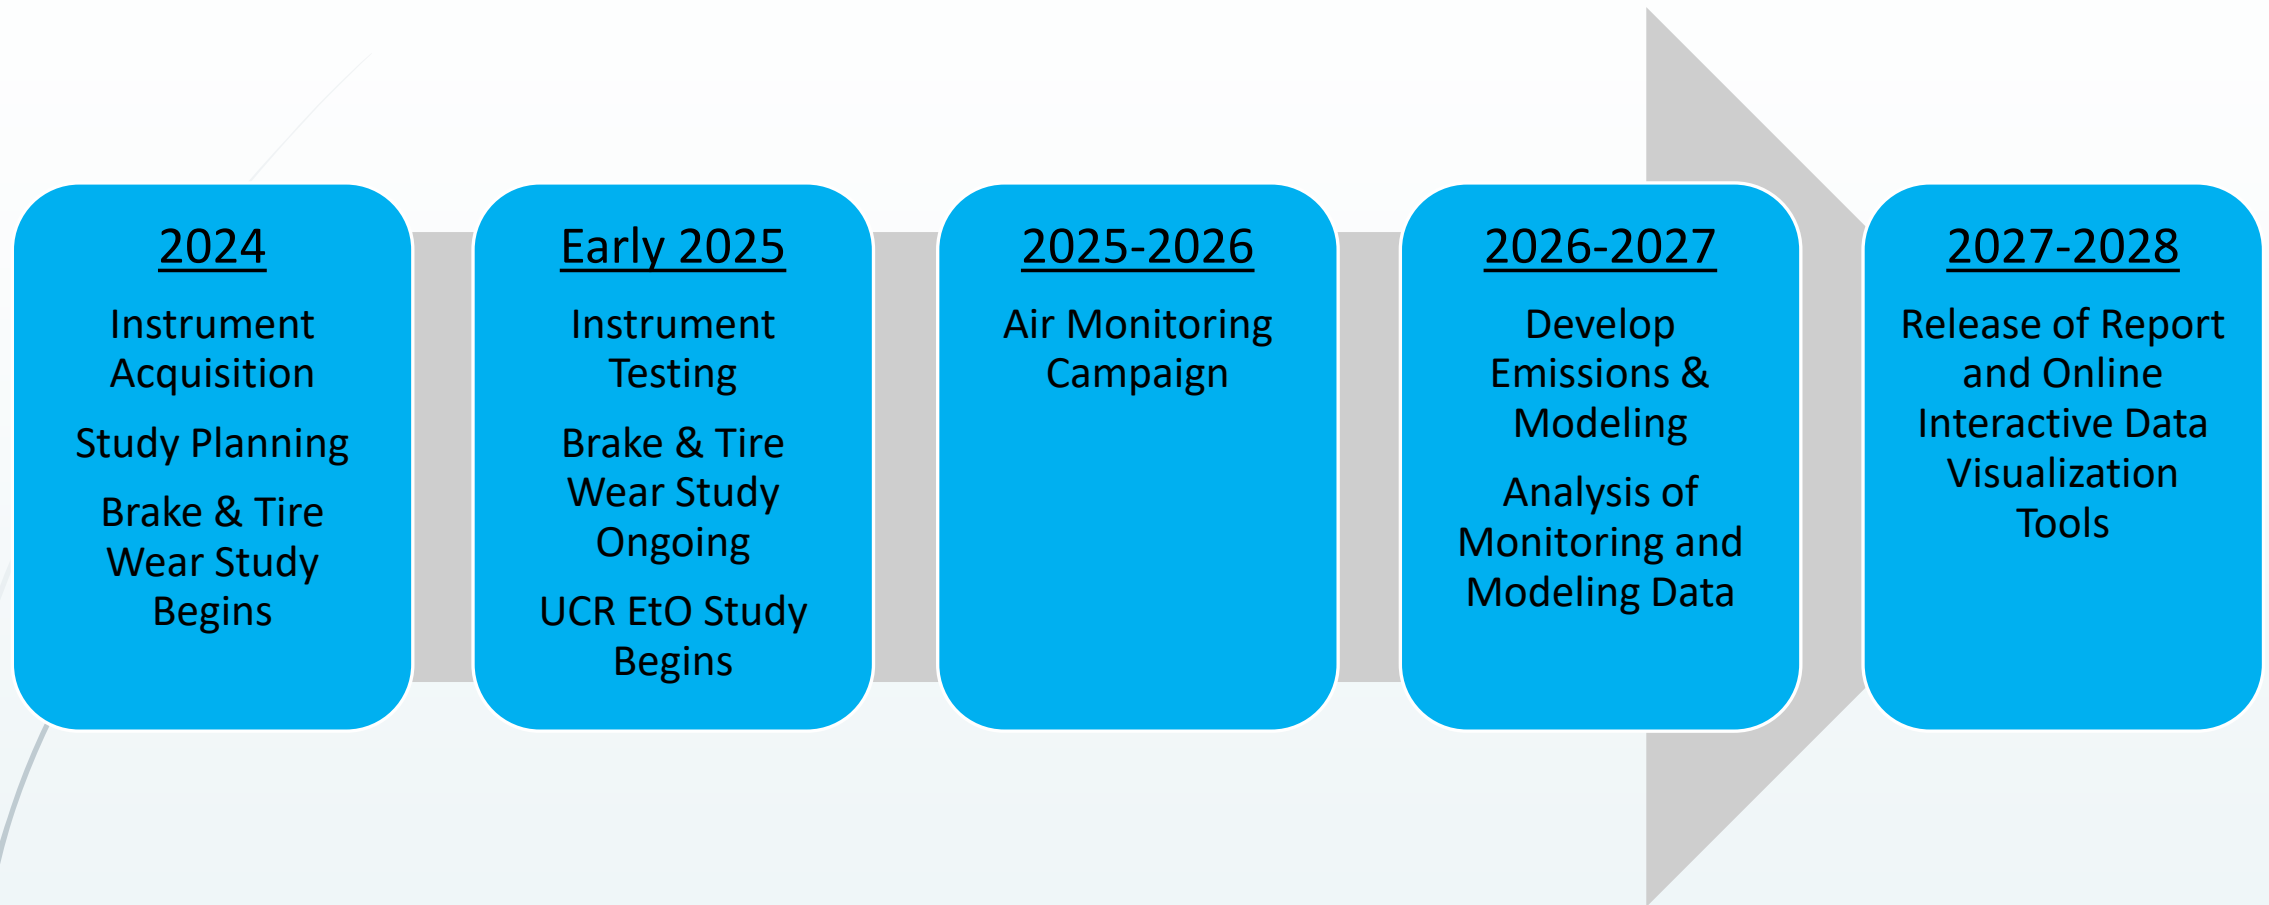 2024
Instrument
Acquisition
Study Planning
Brake & Tire
Wear Study
Begins
Early 2025
Instrument
Testing
Brake & Tire
Wear Study
Ongoing
UCR EtO Study
Begins
2025-2026
Air Monitoring
Campaign
2026-2027
Develop
Emissions &
Modeling
Analysis of
Monitoring and
Modeling Data
2027-2028
Release of Report
and Online
Interactive Data
Visualization
Tools